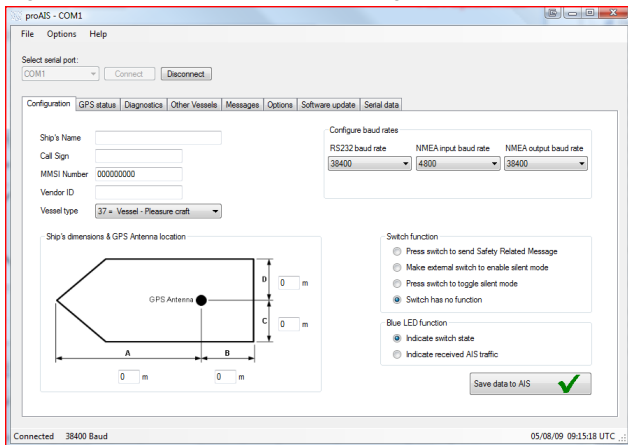 proAIS - COM1
File Options Help
Select serial port:
COM1 Connect Disconnect
Configuration GPS status Diagnostics Other Vessels Messages Options Software update Serial data
Ship's Name
Call Sign
MMSI Number 000000000
Vendor ID
Vessel type 37 = Vessel - Pleasure craft
Configure baud rates
RS232 baud rate NMEA input baud rate NMEA output baud rate
38400 4800 38400
Ship's dimensions & GPS Antenna location
D 0 m
GPS Antenna
C 0 m
A B
0 m 0 m
Switch function
Press switch to send Safety Related Message
Make external switch to enable silent mode
Press switch to toggle silent mode
Switch has no function
Blue LED function
Indicate switch state
Indicate received AIS traffic
Save data to AIS
Connected 38400 Baud 05/08/09 09:15:18 UTC